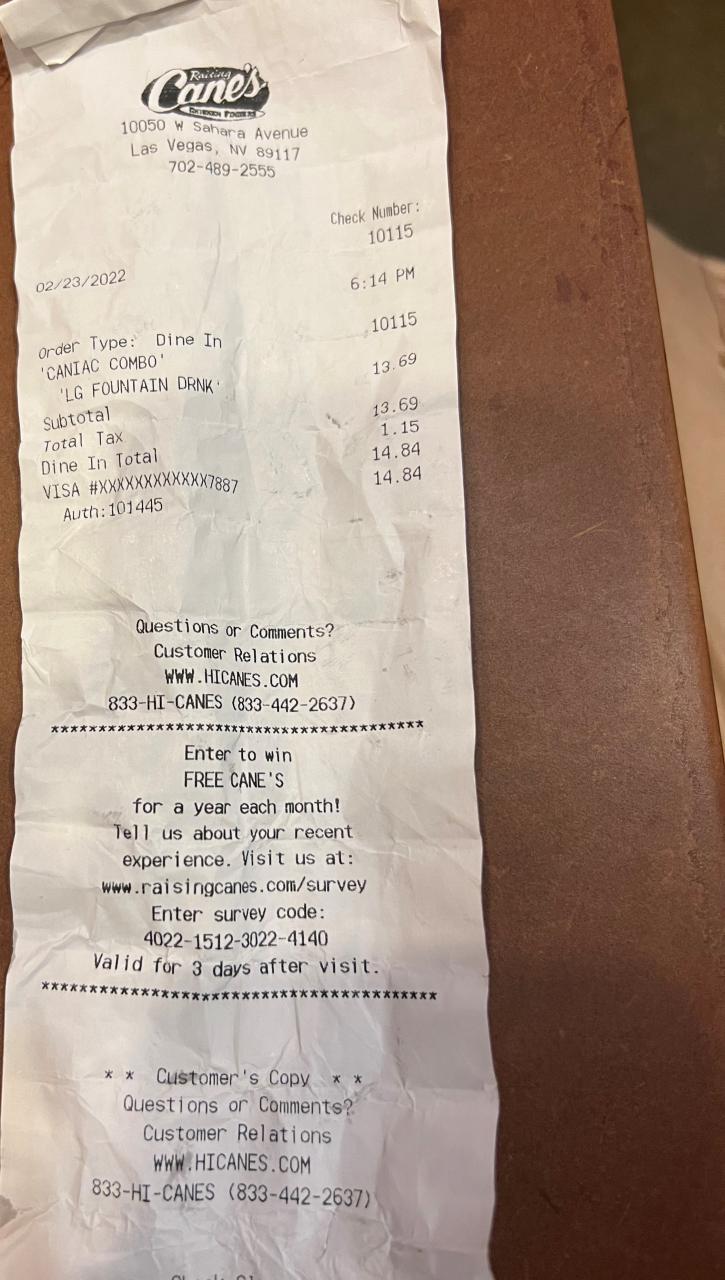 Raising
Cane's
CHICKEN FINGERS
10050 W Sahara Avenue
Las Vegas, NV 89117
702-489-2555
Check Number:
10115
02/23/2022 6:14 PM
10115
Order Type: Dine In
'CANIAC COMBO' 13.69
'LG FOUNTAIN DRNK'
Subtotal 13.69
Total Tax 1.15
Dine In Total 14.84
VISA #XXXXXXXXXXXX7887 14.84
Auth:101445
Questions or Comments?
Customer Relations
WWW.HICANES.COM
833-HI-CANES (833-442-2637)
***************************************
Enter to win
FREE CANE'S
for a year each month!
Tell us about your recent
experience. Visit us at:
www.raisingcanes.com/survey
Enter survey code:
4022-1512-3022-4140
Valid for 3 days after visit.
***************************************
* * Customer's Copy * *
Questions or Comments?
Customer Relations
WWW.HICANES.COM
833-HI-CANES (833-442-2637)